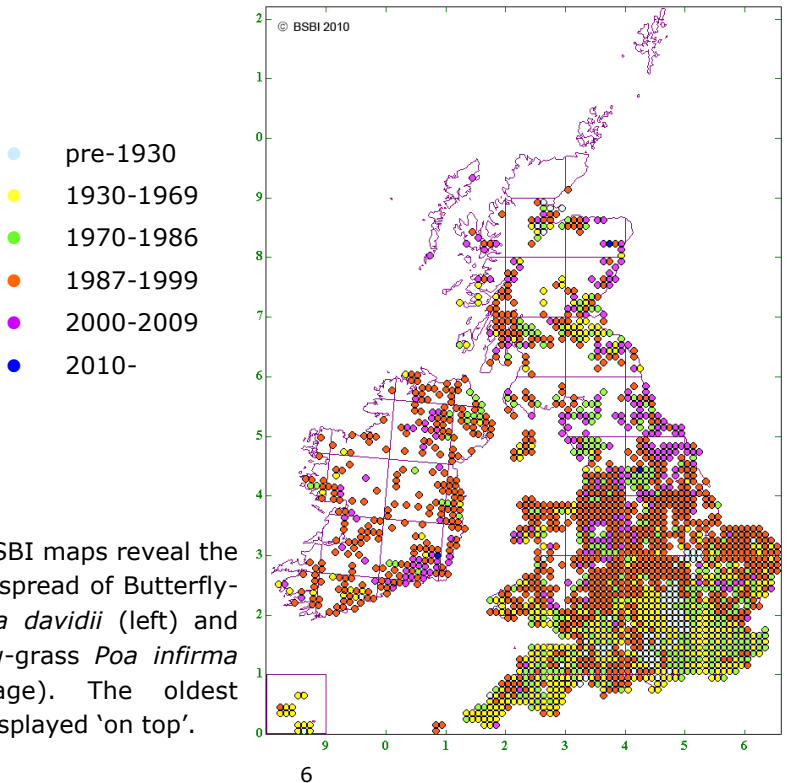 © BSBI 2010
pre-1930
1930-1969
1970-1986
1987-1999
2000-2009
2010-
2
1
0
9
8
7
6
5
4
3
2
1
0
9 0 1 2 3 4 5 6
SBI maps reveal the
spread of Butterfly-
a davidii (left) and
-grass Poa infirma
age). The oldest
splayed ‘on top’.
6